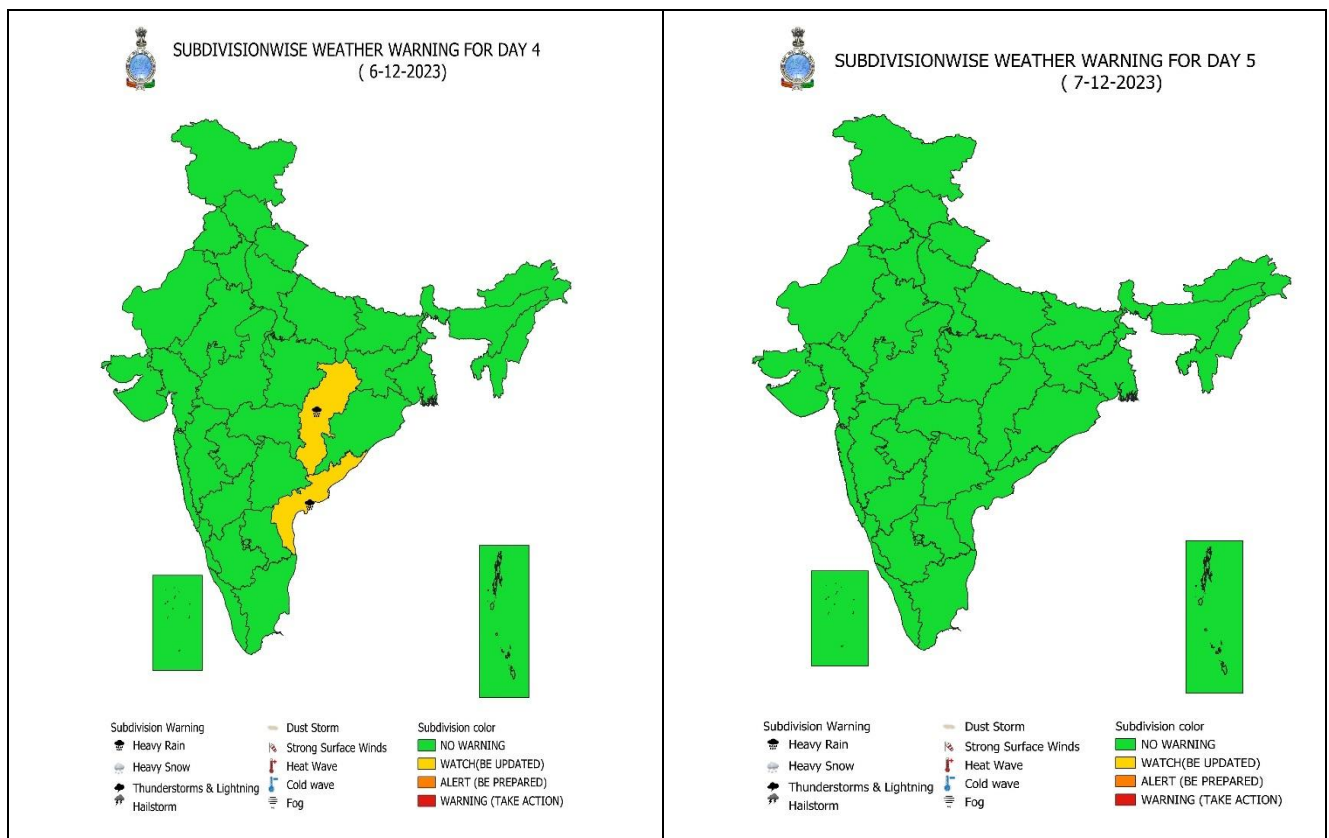 SUBDIVISIONWISE WEATHER WARNING FOR DAY 4
( 6-12-2023)
Subdivision Warning
Heavy Rain
Heavy Snow
Thunderstorms & Lightning
Hailstorm
Dust Storm
Strong Surface Winds
Heat Wave
Cold wave
Fog
Subdivision color
NO WARNING
WATCH(BE UPDATED)
ALERT (BE PREPARED)
WARNING (TAKE ACTION)
SUBDIVISIONWISE WEATHER WARNING FOR DAY 5
( 7-12-2023)
Subdivision Warning
Heavy Rain
Heavy Snow
Thunderstorms & Lightning
Hailstorm
Dust Storm
Strong Surface Winds
Heat Wave
Cold wave
Fog
Subdivision color
NO WARNING
WATCH(BE UPDATED)
ALERT (BE PREPARED)
WARNING (TAKE ACTION)